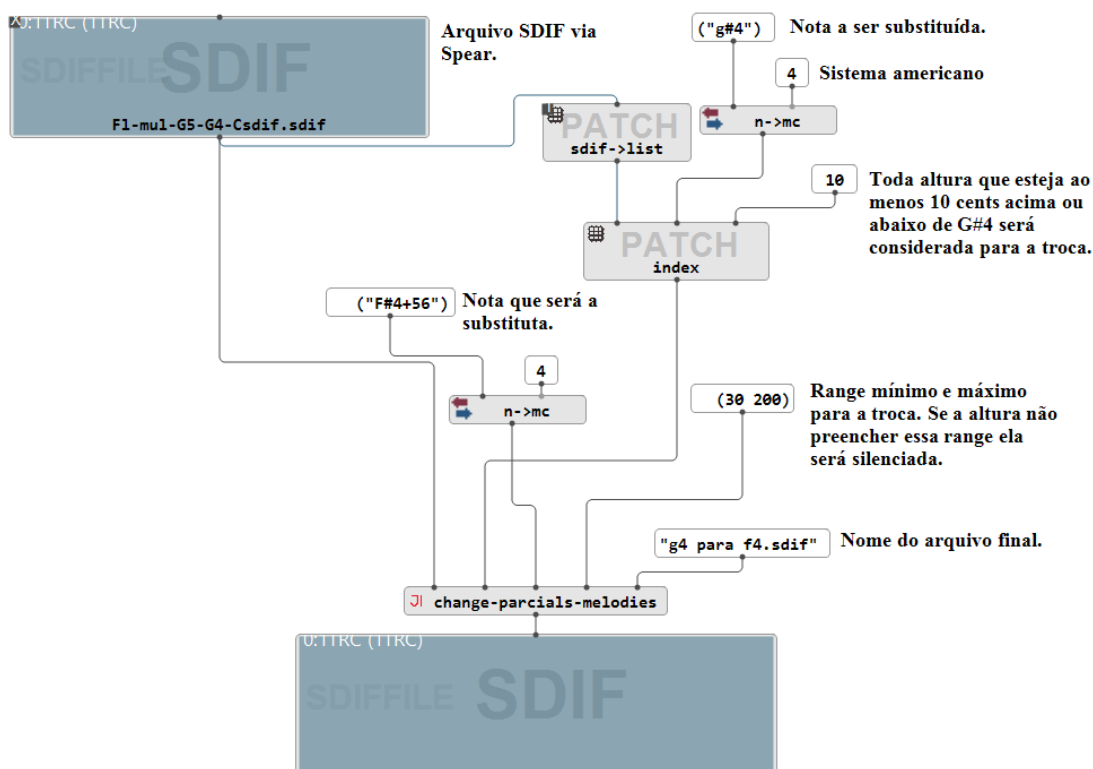 XJ:1TRC (1TRC)
SDIFFILE
SDIF
Fl-mul-G5-G4-Csdif.sdif
Arquivo SDIF via
Spear.
("g#4")
Nota a ser substituída.
4
Sistema americano
n->mc
PATCH
sdif->list
10
Toda altura que esteja ao
menos 10 cents acima ou
abaixo de G#4 será
considerada para a troca.
PATCH
index
("F#4+56")
Nota que será a
substituta.
4
n->mc
(30 200)
Range mínimo e máximo
para a troca. Se a altura não
preencher essa range ela
será silenciada.
"g4 para f4.sdif"
Nome do arquivo final.
JI change-parcials-melodies
0:1TRC (1TRC)
SDIFFILE
SDIF